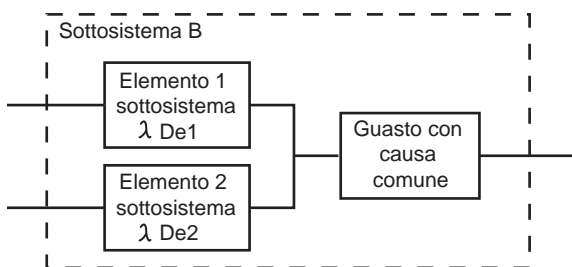 Sottosistema B
Elemento 1
sottosistema
λ De1
Guasto con
causa
comune
Elemento 2
sottosistema
λ De2